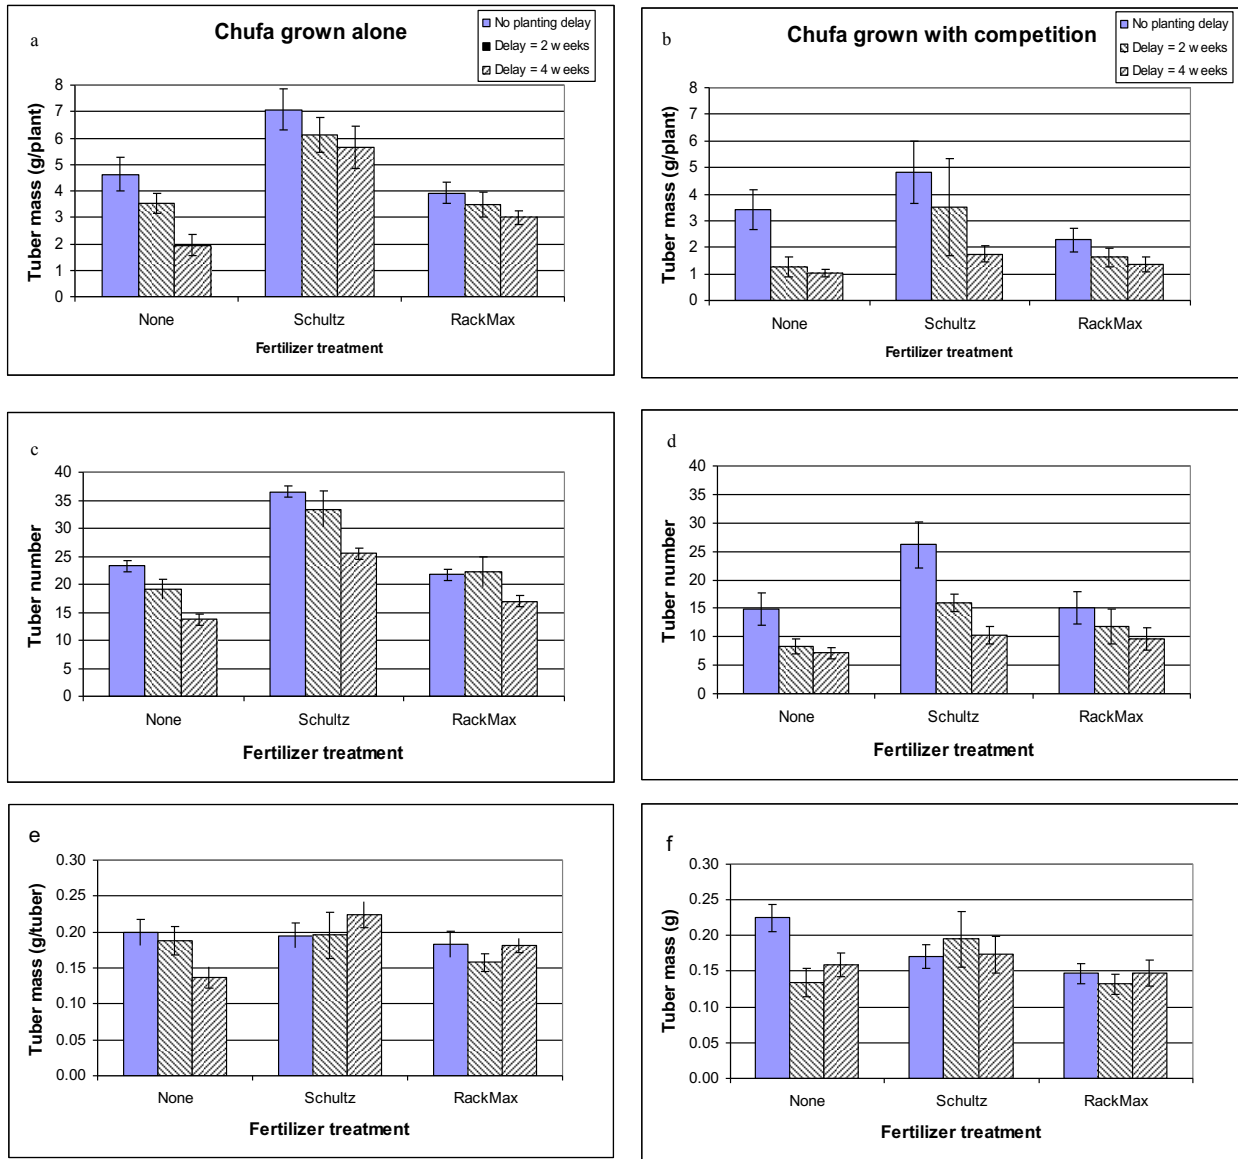 a
Chufa grown alone
No planting delay
Delay = 2 weeks
Delay = 4 weeks
Tuber mass (g/plant)
8
7
6
5
4
3
2
1
0
None Schultz RackMax
Fertilizer treatment
b
Chufa grown with competition
No planting delay
Delay = 2 weeks
Delay = 4 weeks
Tuber mass (g/plant)
8
7
6
5
4
3
2
1
0
None Schultz RackMax
Fertilizer treatment
c
Tuber number
40
35
30
25
20
15
10
5
0
None Schultz RackMax
Fertilizer treatment
d
Tuber number
40
35
30
25
20
15
10
5
0
None Schultz RackMax
Fertilizer treatment
e
Tuber mass (g/tuber)
0.30
0.25
0.20
0.15
0.10
0.05
0.00
None Schultz RackMax
Fertilizer treatment
f
Tuber mass (g)
0.30
0.25
0.20
0.15
0.10
0.05
0.00
None Schultz RackMax
Fertilizer treatment